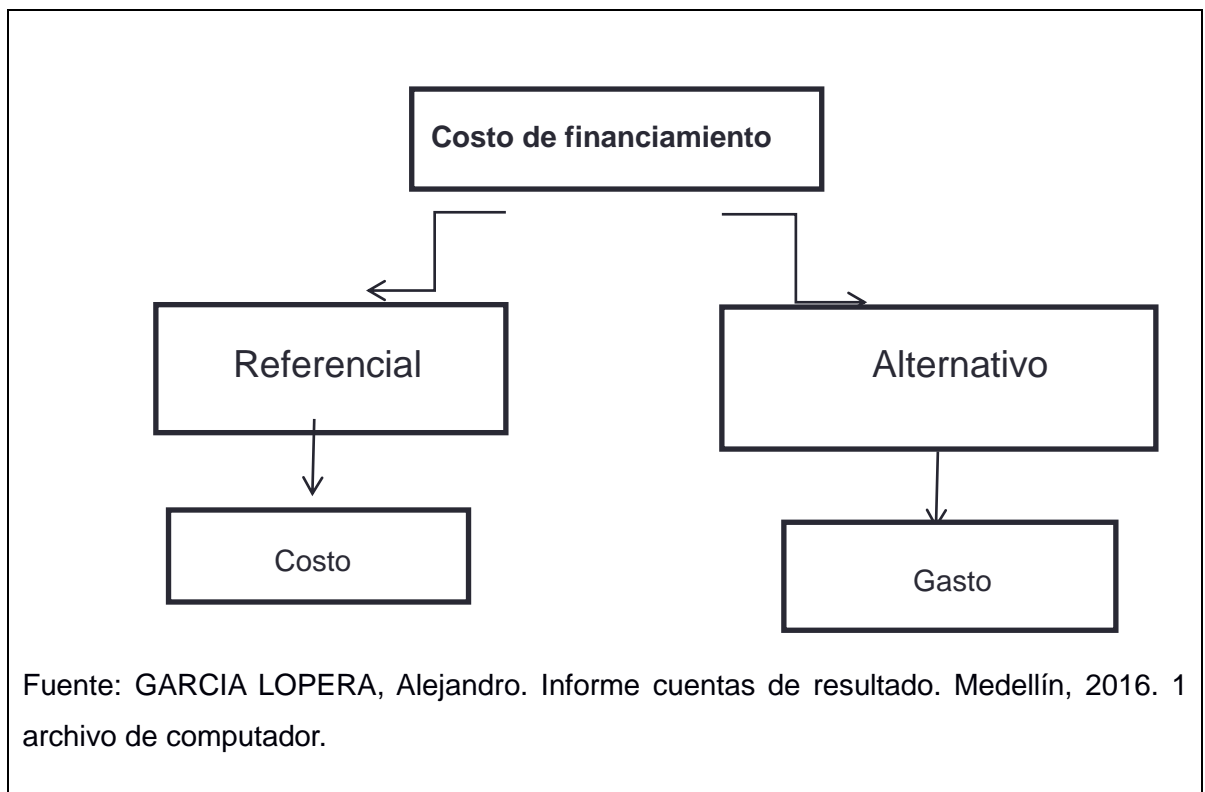 Costo de financiamiento
Referencial
Alternativo
Costo
Gasto
Fuente: GARCIA LOPERA, Alejandro. Informe cuentas de resultado. Medellín, 2016. 1
archivo de computador.